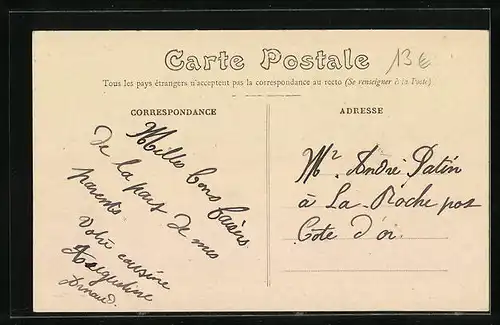 Carte Postale
13€
Tous les pays étrangers n'acceptent pas la correspondance au recto (Se renseigner à la Poste)
CORRESPONDANCE
Milles bons baisers
de la part de mes
parents
Votre cousine
Augustine
Arnaud.
ADRESSE
Mr André Patin
à La Roche pot
Côte d'or